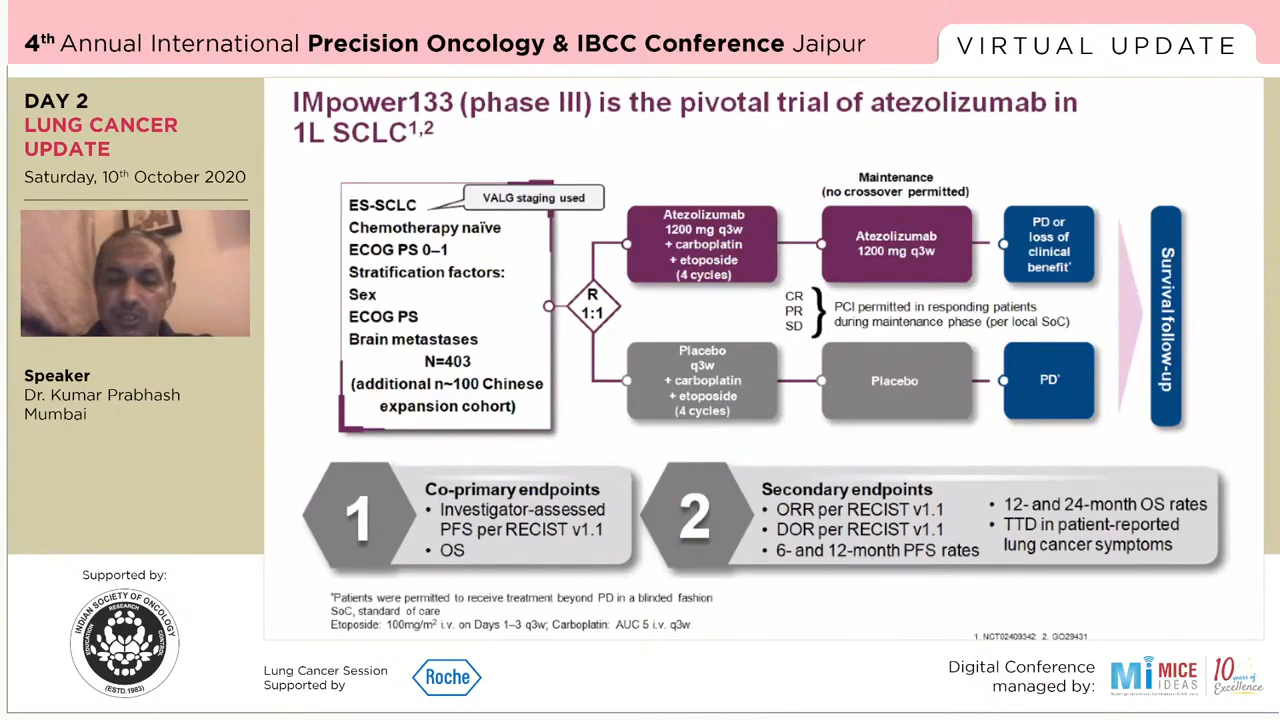 4th Annual International Precision Oncology & IBCC Conference Jaipur
VIRTUAL UPDATE
DAY 2
LUNG CANCER
UPDATE
Saturday, 10th October 2020
Speaker
Dr. Kumar Prabhash
Mumbai
Supported by:
INDIAN SOCIETY OF ONCOLOGY
EDUCATION
RESEARCH
CONTROL
(ESTD.1983)
IMpower133 (phase III) is the pivotal trial of atezolizumab in
1L SCLC1,2
VALG staging used
ES-SCLC
Chemotherapy naïve
ECOG PS 0–1
Stratification factors:
Sex
ECOG PS
Brain metastases
N=403
(additional n~100 Chinese
expansion cohort)
R
1:1
Atezolizumab
1200 mg q3w
+ carboplatin
+ etoposide
(4 cycles)
Maintenance
(no crossover permitted)
Atezolizumab
1200 mg q3w
PD or
loss of
clinical
benefit*
CR
PR
SD
PCI permitted in responding patients
during maintenance phase (per local SoC)
Placebo
q3w
+ carboplatin
+ etoposide
(4 cycles)
Placebo
PD*
Survival follow-up
1
Co-primary endpoints
• Investigator-assessed
PFS per RECIST v1.1
• OS
2
Secondary endpoints
• ORR per RECIST v1.1
• DOR per RECIST v1.1
• 6- and 12-month PFS rates
• 12- and 24-month OS rates
• TTD in patient-reported
lung cancer symptoms
*Patients were permitted to receive treatment beyond PD in a blinded fashion
SoC, standard of care
Etoposide: 100mg/m2 i.v. on Days 1–3 q3w; Carboplatin: AUC 5 i.v. q3w
1. NCT02409342; 2. GO29431
Lung Cancer Session
Supported by
Roche
Digital Conference
managed by:
Mi MICE
IDEAS
10 years of
Excellence